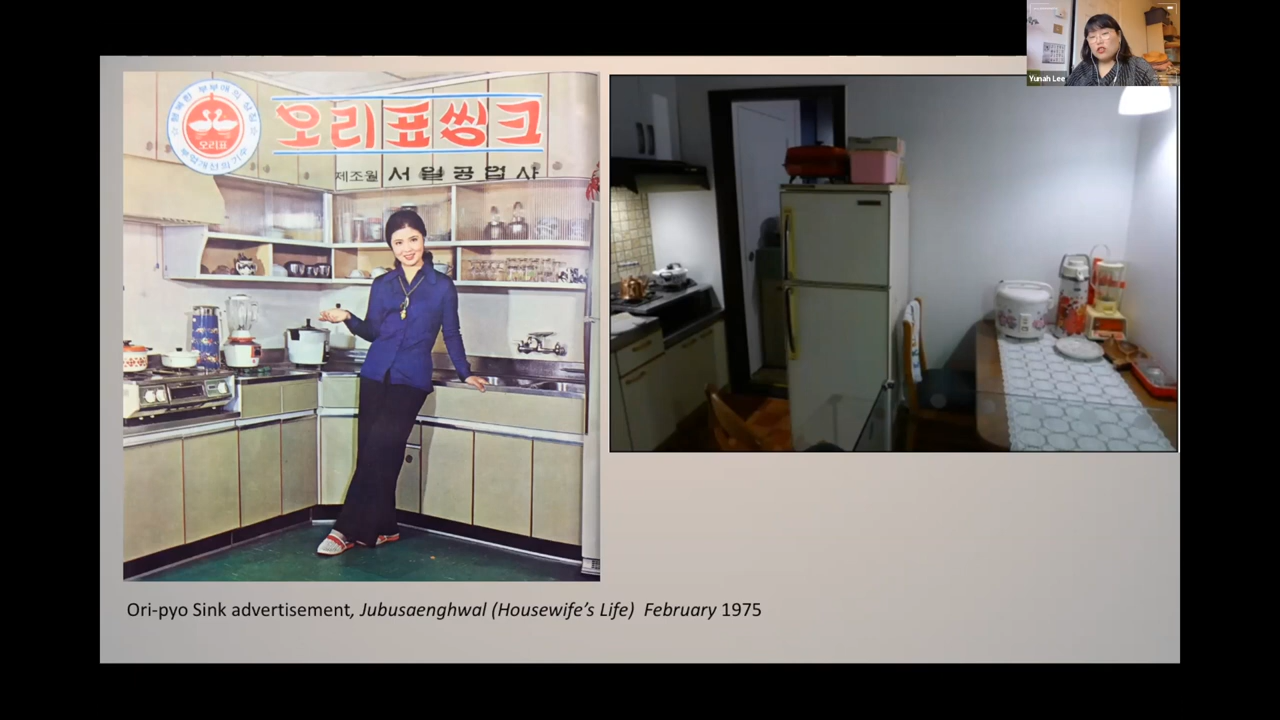 Yunah Lee
오리표씽크
오리표
제조원 서일공업사
Ori-pyo Sink advertisement, Jubusaenghwal (Housewife's Life) February 1975